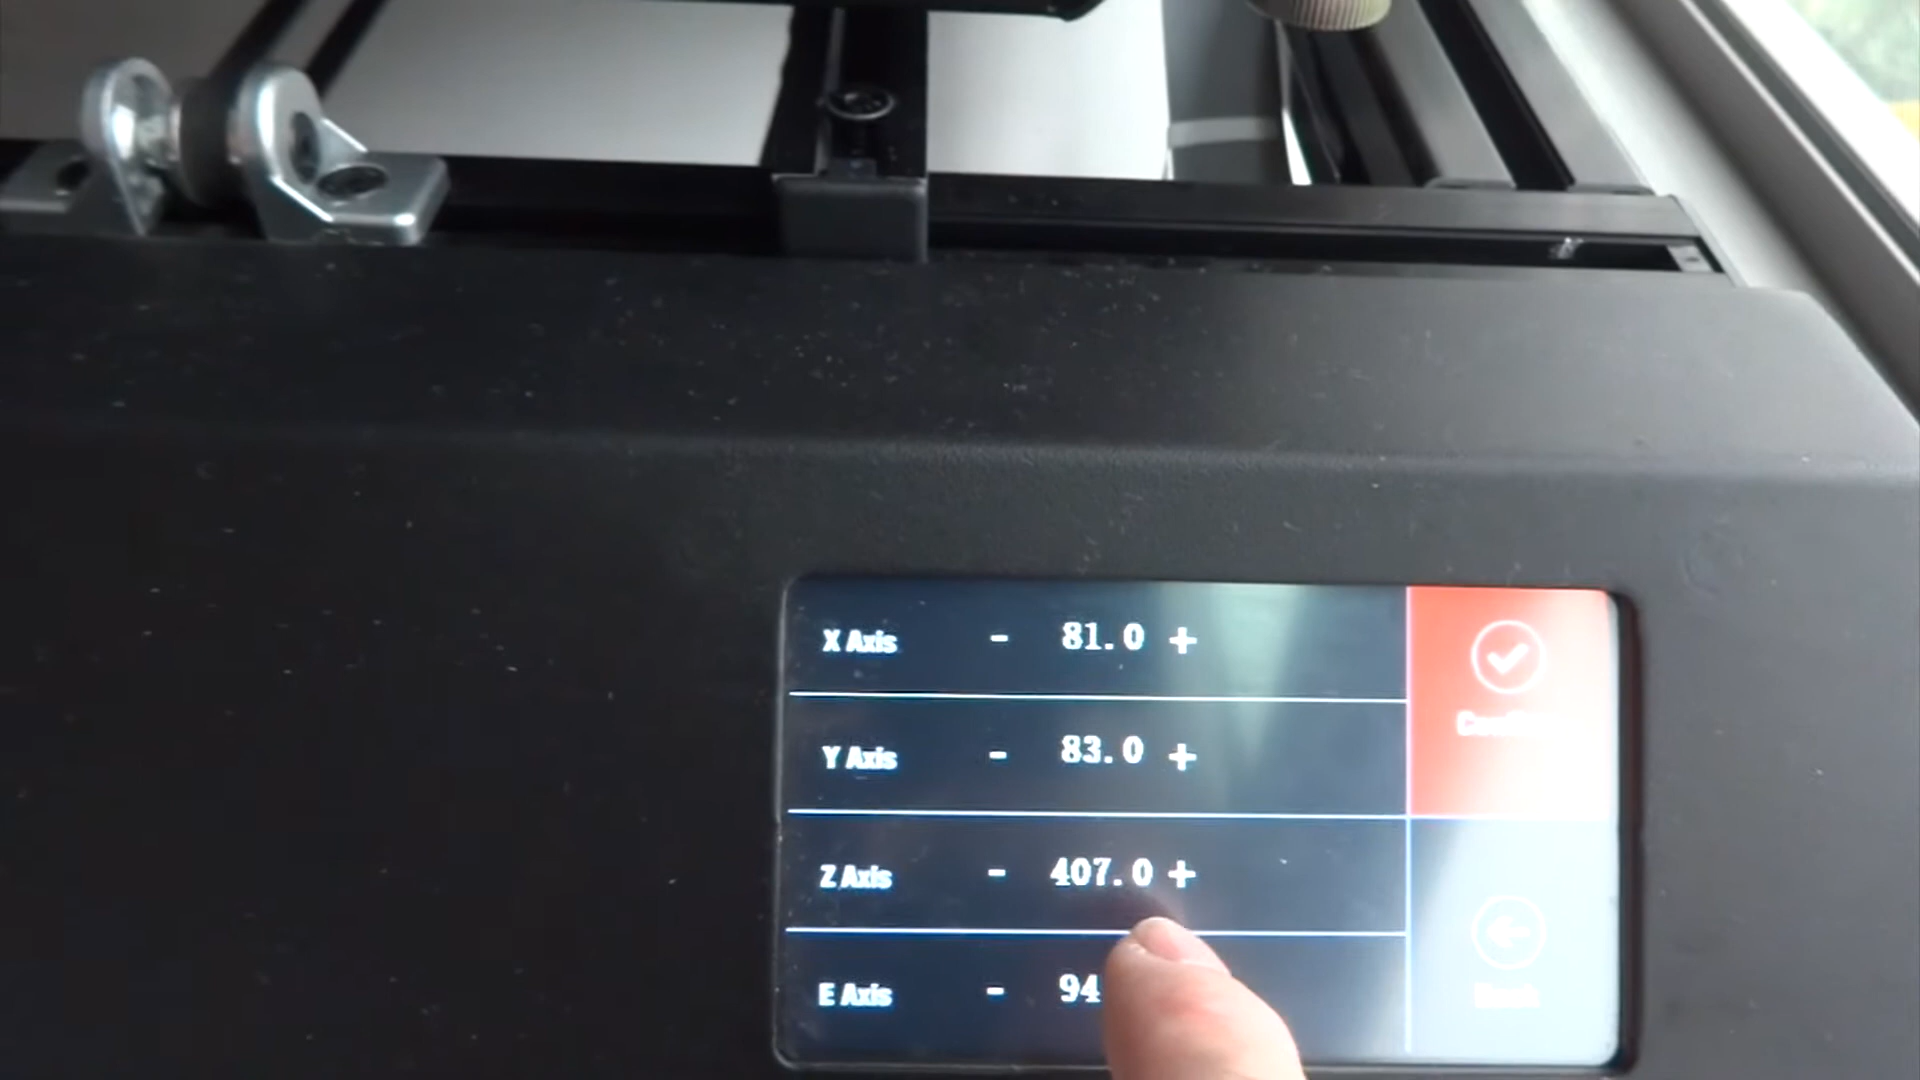 X Axis - 81.0 +
Y Axis - 83.0 +
Z Axis - 407.0 +
E Axis - 94